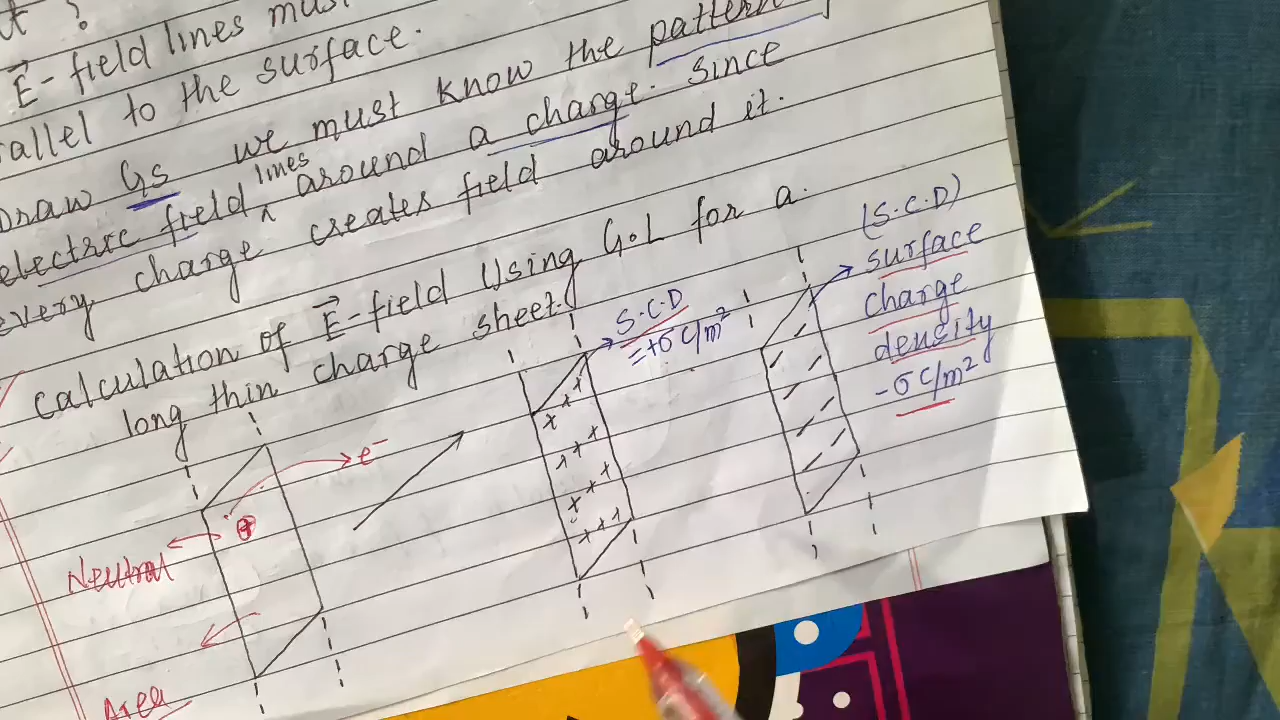 ?
E-field lines must
rallel to the surface.
Draw GS we must know the pattern
electric field lines around a charge. Since
every charge creates field around it.
Calculation of E-field Using G.L for a.
long thin charge sheet.
S.C.D
=+σ C/m²
(S.C.D)
surface
charge
density
-σ C/m²
e-
Neutral
Area